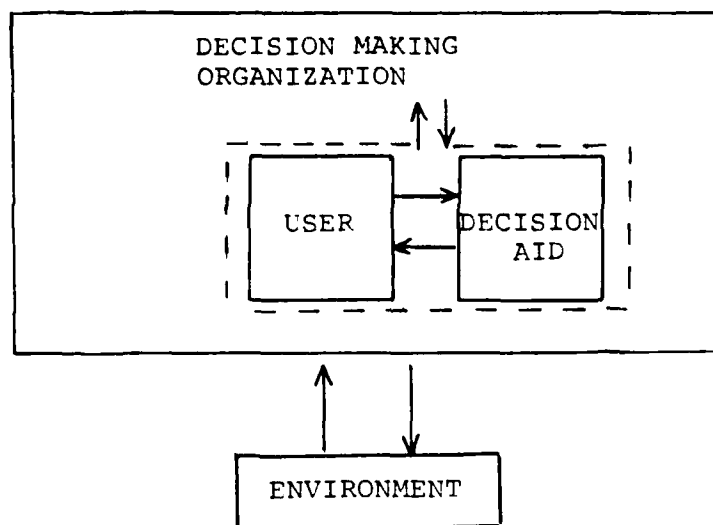 DECISION MAKING
ORGANIZATION
USER
DECISION
AID
ENVIRONMENT